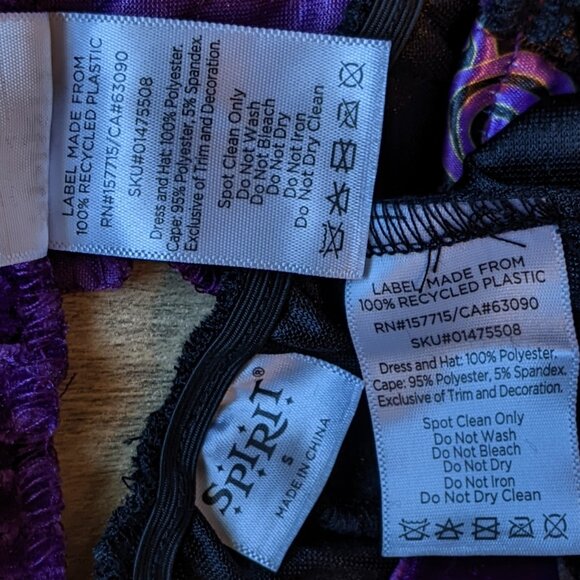 LABEL MADE FROM
100% RECYCLED PLASTIC
RN#157715/CA#63090
SKU#01475508
Dress and Hat: 100% Polyester.
Cape: 95% Polyester, 5% Spandex.
Exclusive of Trim and Decoration.
Spot Clean Only
Do Not Wash
Do Not Bleach
Do Not Dry
Do Not Iron
Do Not Dry Clean
SPIRIT®
S
MADE IN CHINA
LABEL MADE FROM
100% RECYCLED PLASTIC
RN#157715/CA#63090
SKU#01475508
Dress and Hat: 100% Polyester.
Cape: 95% Polyester, 5% Spandex.
Exclusive of Trim and Decoration.
Spot Clean Only
Do Not Wash
Do Not Bleach
Do Not Dry
Do Not Iron
Do Not Dry Clean